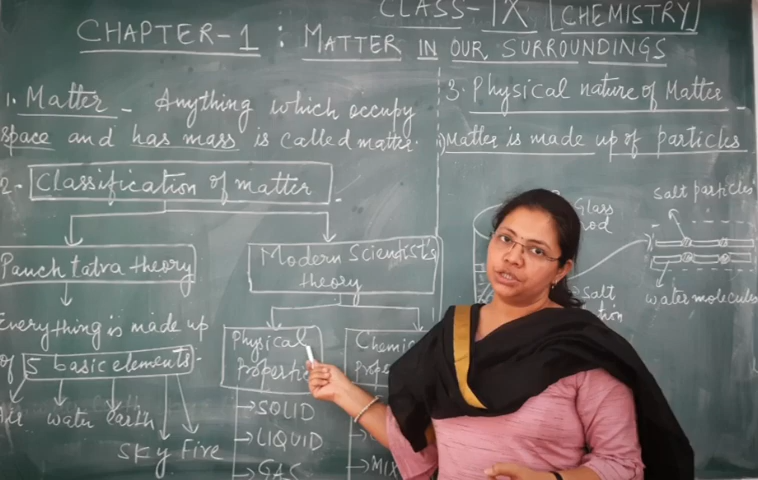 CLASS-IX [CHEMISTRY]
CHAPTER-1 : MATTER IN OUR SURROUNDINGS
1. Matter - Anything which occupy
space and has mass is called matter.
2. Classification of matter.
Panch tatva theory
Modern Scientist's
theory
Everything is made up
of 5 basic elements.
water earth
Sky Fire
Physical
→ SOLID
→ LIQUID
→ GAS
3. Physical nature of Matter
i) Matter is made up of particles
Glass
salt particles
Salt
water molecules